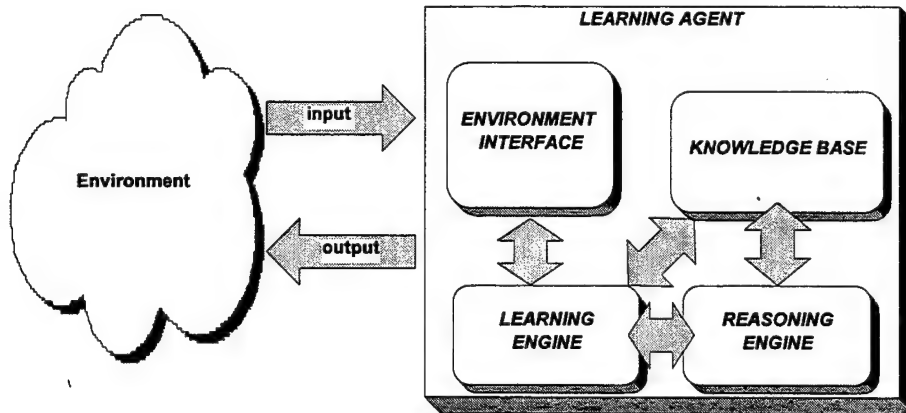 LEARNING AGENT
input
ENVIRONMENT
INTERFACE
KNOWLEDGE BASE
Environment
output
LEARNING
ENGINE
REASONING
ENGINE